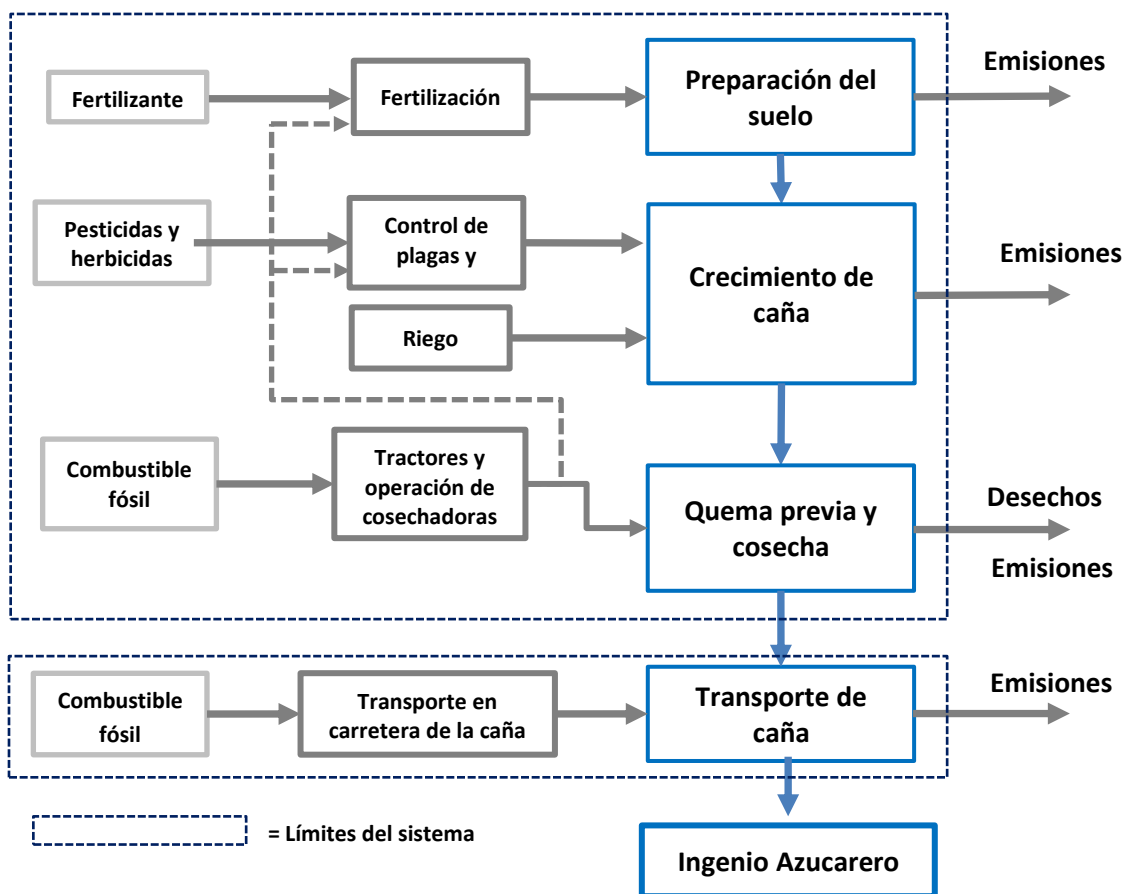 Fertilizante
Fertilización
Preparación del
suelo
Emisiones
Pesticidas y
herbicidas
Control de
plagas y
Riego
Crecimiento de
caña
Emisiones
Combustible
fósil
Tractores y
operación de
cosechadoras
Quema previa y
cosecha
Desechos
Emisiones
Combustible
fósil
Transporte en
carretera de la caña
Transporte de
caña
Emisiones
= Límites del sistema
Ingenio Azucarero